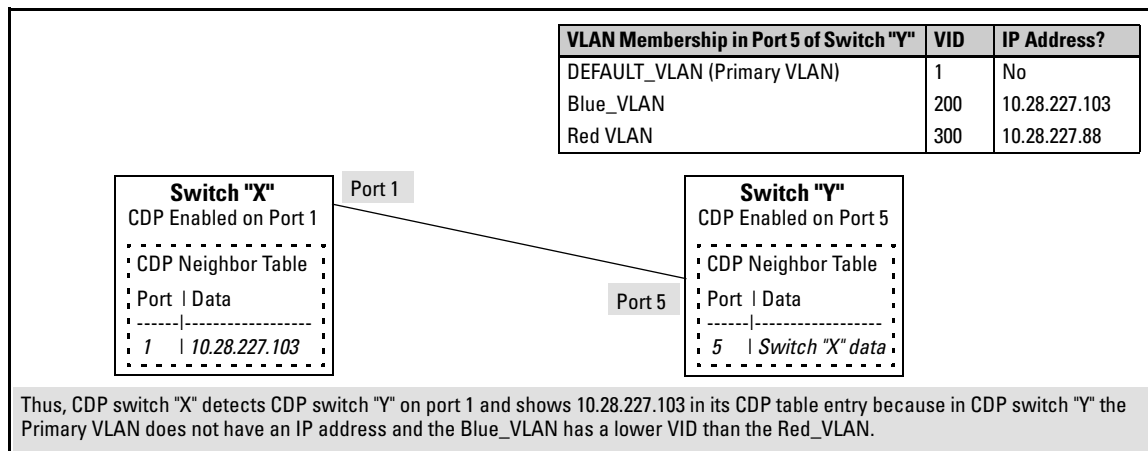 VLAN Membership in Port 5 of Switch "Y" VID IP Address?
DEFAULT_VLAN (Primary VLAN) 1 No
Blue_VLAN 200 10.28.227.103
Red VLAN 300 10.28.227.88
Switch "X"
CDP Enabled on Port 1
CDP Neighbor Table
Port | Data
------|-------------------
1 | 10.28.227.103
Port 1
Port 5
Switch "Y"
CDP Enabled on Port 5
CDP Neighbor Table
Port | Data
------|-------------------
5 | Switch "X" data
Thus, CDP switch "X" detects CDP switch "Y" on port 1 and shows 10.28.227.103 in its CDP table entry because in CDP switch "Y" the
Primary VLAN does not have an IP address and the Blue_VLAN has a lower VID than the Red_VLAN.